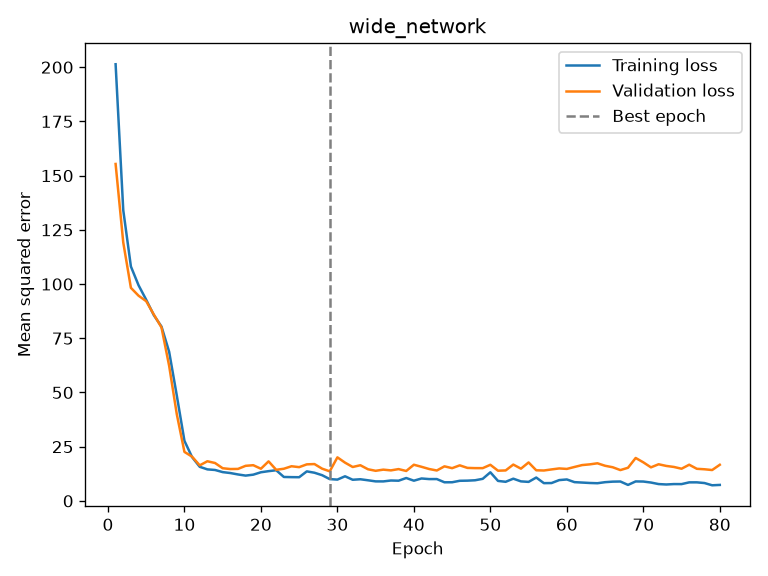 wide_network
Mean squared error
200
175
150
125
100
75
50
25
0
Training loss
Validation loss
Best epoch
0 10 20 30 40 50 60 70 80
Epoch